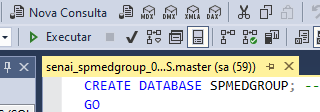 Nova Consulta
MDX DMX XMLA DAX
Executar
senai_spmedgroup_0...S.master (sa (59))
CREATE DATABASE SPMEDGROUP; --
GO